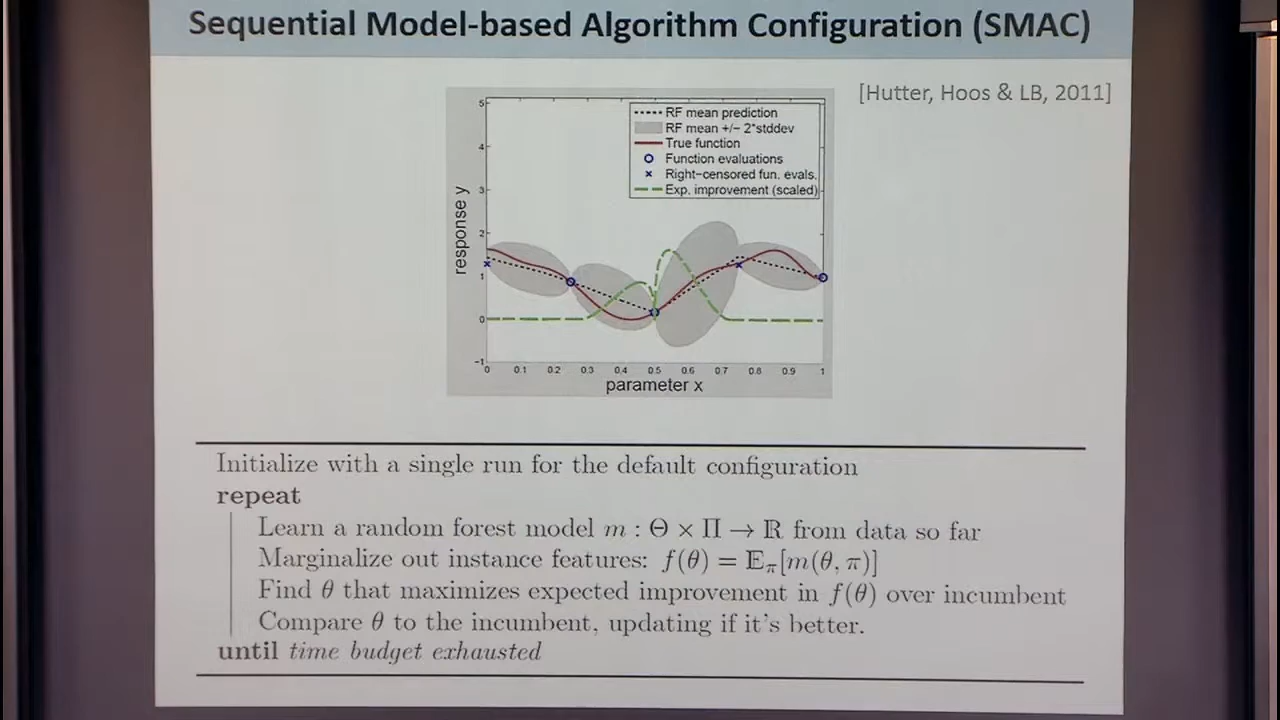 Sequential Model-based Algorithm Configuration (SMAC)
[Hutter, Hoos & LB, 2011]
RF mean prediction
RF mean +/− 2*stddev
True function
Function evaluations
Right−censored fun. evals.
Exp. improvement (scaled)
response y
5
4
3
2
1
0
−1
0 0.1 0.2 0.3 0.4 0.5 0.6 0.7 0.8 0.9 1
parameter x
Initialize with a single run for the default configuration
repeat
Learn a random forest model m : Θ × Π → ℝ from data so far
Marginalize out instance features: f(θ) = 𝔼π[m(θ, π)]
Find θ that maximizes expected improvement in f(θ) over incumbent
Compare θ to the incumbent, updating if it's better.
until time budget exhausted